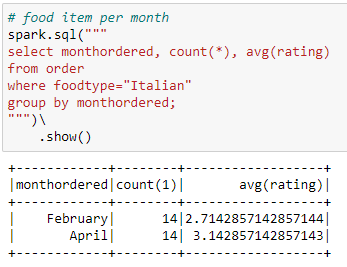 # food item per month
spark.sql("""
select monthordered, count(*), avg(rating)
from order
where foodtype="Italian"
group by monthordered;
""")\
    .show()
+------------+--------+------------------+
|monthordered|count(1)|       avg(rating)|
+------------+--------+------------------+
|    February|      14|2.7142857142857144|
|       April|      14| 3.142857142857143|
+------------+--------+------------------+